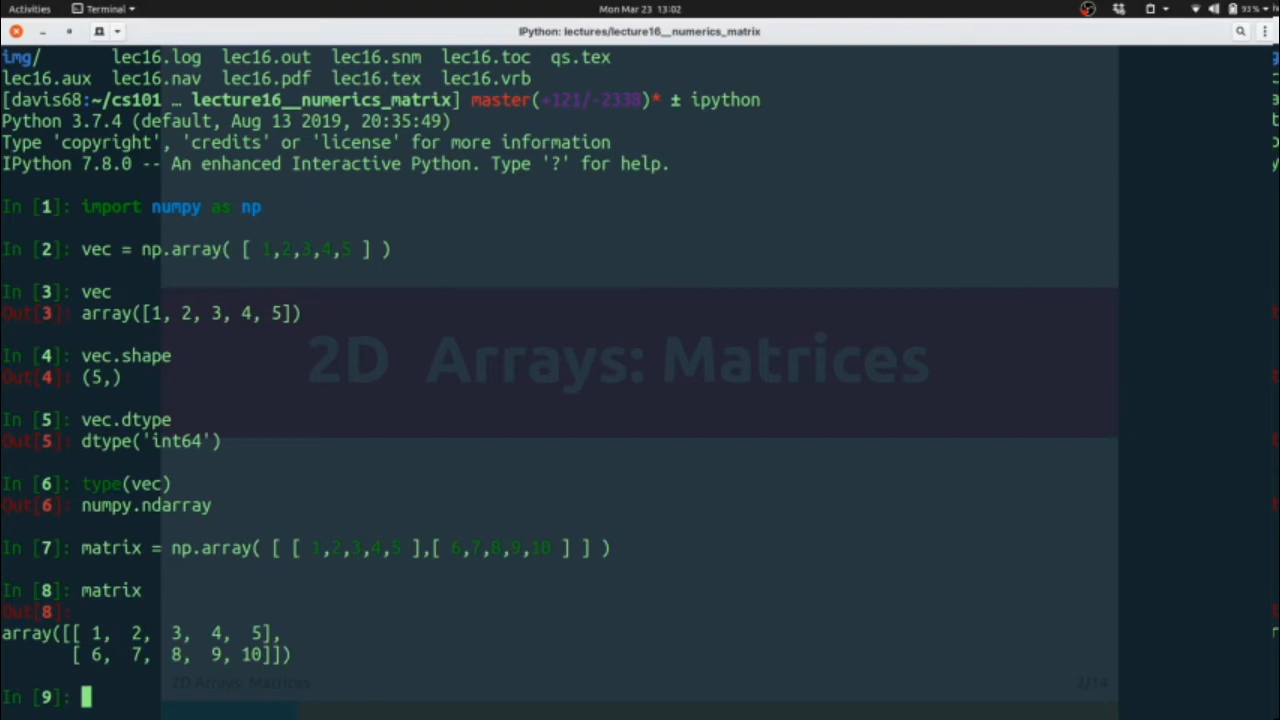 Activities Terminal Mon Mar 23 13:02 93%
IPython: lectures/lecture16__numerics_matrix
img/ lec16.log lec16.out lec16.snm lec16.toc qs.tex
lec16.aux lec16.nav lec16.pdf lec16.tex lec16.vrb
[davis68:~/cs101 … lecture16__numerics_matrix] master(+121/-2338)* ± ipython
Python 3.7.4 (default, Aug 13 2019, 20:35:49)
Type 'copyright', 'credits' or 'license' for more information
IPython 7.8.0 -- An enhanced Interactive Python. Type '?' for help.
In [1]: import numpy as np
In [2]: vec = np.array( [ 1,2,3,4,5 ] )
In [3]: vec
Out[3]: array([1, 2, 3, 4, 5])
In [4]: vec.shape
Out[4]: (5,)
2D Arrays: Matrices
In [5]: vec.dtype
Out[5]: dtype('int64')
In [6]: type(vec)
Out[6]: numpy.ndarray
In [7]: matrix = np.array( [ [ 1,2,3,4,5 ],[ 6,7,8,9,10 ] ] )
In [8]: matrix
Out[8]:
array([[ 1, 2, 3, 4, 5],
[ 6, 7, 8, 9, 10]])
2D Arrays: Matrices 2/14
In [9]: